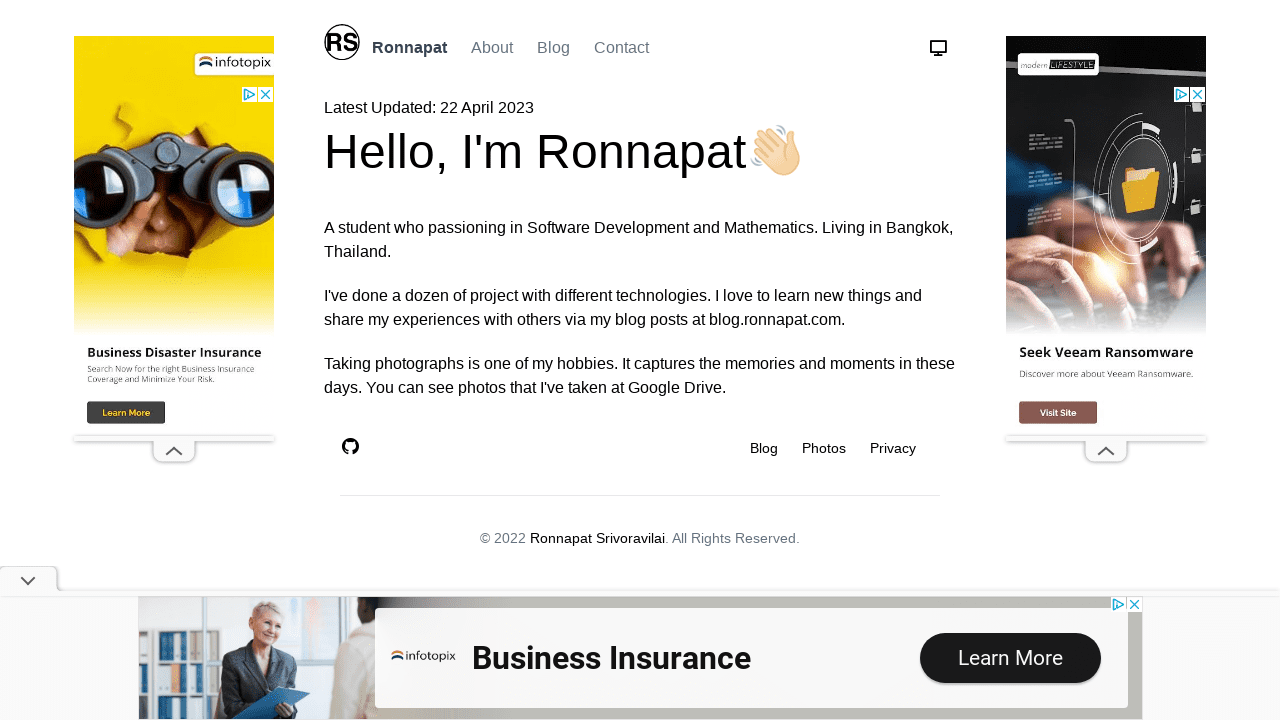 RS
Ronnapat
About
Blog
Contact
Latest Updated: 22 April 2023
Hello, I'm Ronnapat👋🏻
A student who passioning in Software Development and Mathematics. Living in Bangkok,
Thailand.
I've done a dozen of project with different technologies. I love to learn new things and
share my experiences with others via my blog posts at blog.ronnapat.com.
Taking photographs is one of my hobbies. It captures the memories and moments in these
days. You can see photos that I've taken at Google Drive.
Blog
Photos
Privacy
© 2022 Ronnapat Srivoravilai. All Rights Reserved.
infotopix
Business Disaster Insurance
Search Now for the right Business Insurance
Coverage and Minimize Your Risk.
Learn More
modern LIFESTYLE
Seek Veeam Ransomware
Discover more about Veeam Ransomware.
Visit Site
infotopix
Business Insurance
Learn More